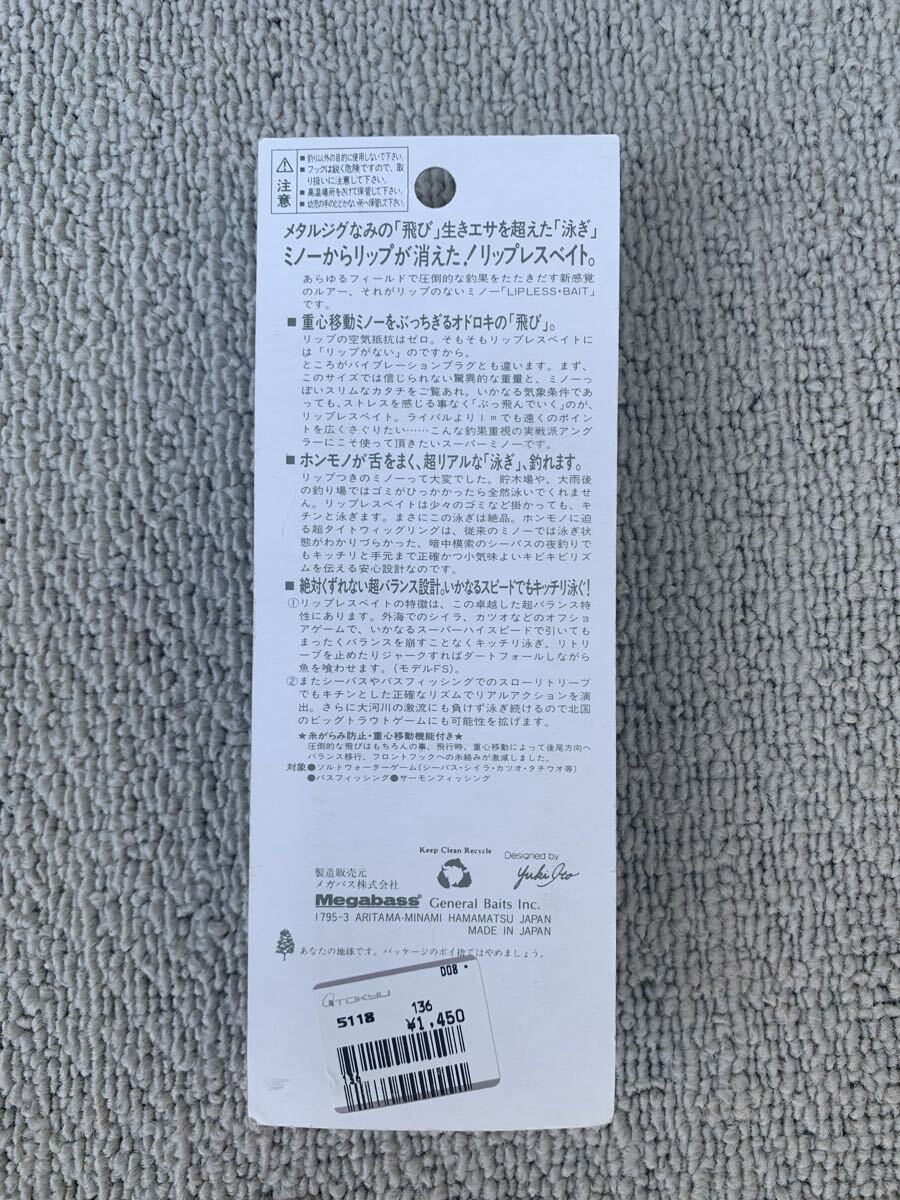 注意
■釣り以外の目的に使用しないで下さい。
■フックは鋭く危険ですので、取
り扱いに注意して下さい。
■高温場所をさけて保管して下さい。
■幼児の手のとどかない所へ保管して下さい。
メタルジグなみの「飛び」生きエサを超えた「泳ぎ」
ミノーからリップが消えた!リップレスベイト。
あらゆるフィールドで圧倒的な釣果をたたきだす新感覚
のルアー、それがリップのないミノー「LIPLESS・BAIT」
です。
■重心移動ミノーをぶっちぎるオドロキの「飛び」。
リップの空気抵抗はゼロ。そもそもリップレスベイトに
は「リップがない」のですから。
ところがバイブレーションプラグとも違います。まず、
このサイズでは信じられない驚異的な重量と、ミノーっ
ぽいスリムなカタチをご覧あれ。いかなる気象条件であ
っても、ストレスを感じる事なく「ぶっ飛んでいく」のが、
リップレスベイト。ライバルより1mでも遠くのポイン
トを広くさぐりたい……こんな釣果重視の実戦派アング
ラーにこそ使って頂きたいスーパーミノーです。
■ホンモノが舌をまく、超リアルな「泳ぎ」、釣れます。
リップつきのミノーって大変でした。貯木場や、大雨後
の釣り場ではゴミがひっかかったら全然泳いでくれませ
ん。リップレスベイトは少々のゴミなど掛かっても、キ
チンと泳ぎます。まさにこの泳ぎは絶品。ホンモノに迫
る超タイトウィッグリングは、従来のミノーでは泳ぎ状
態がわかりづらかった、暗中模索のシーバスの夜釣りで
もキッチリと手元まで正確かつ小気味よいキビキビリズ
ムを伝える安心設計なのです。
■絶対くずれない超バランス設計。いかなるスピードでもキッチリ泳ぐ!
①リップレスベイトの特徴は、この卓越した超バランス特
性にあります。外海でのシイラ、カツオなどのオフショ
アゲームで、いかなるスーパーハイスピードで引いても
まったくバランスを崩すことなくキッチリ泳ぎ、リトリ
ーブを止めたりジャークすればダートフォールしながら
魚を喰わせます。(モデルFS)。
②またシーバスやバスフィッシングでのスローリトリーブ
でもキチンとした正確なリズムでリアルアクションを演
出。さらに大河川の激流にも負けず泳ぎ続けるので北国
のビッグトラウトゲームにも可能性を拡げます。
★糸がらみ防止・重心移動機能付き★
圧倒的な飛びはもちろんの事、飛行時、重心移動によって後尾方向へ
バランス移行、フロントフックへの糸絡みが激減しました。
対象●ソルトウォーターゲーム(シーバス・シイラ・カツオ・タチウオ等)
●バスフィッシング●サーモンフィッシング
Keep Clean Recycle
Designed by
Yuki Ito
製造販売元
メガバス株式会社
Megabass General Baits Inc.
1795-3 ARITAMA-MINAMI HAMAMATSU JAPAN
MADE IN JAPAN
あなたの地球です。パッケージのポイ捨てはやめましょう。
D08
TOKYU
136
5118
¥1,450
136